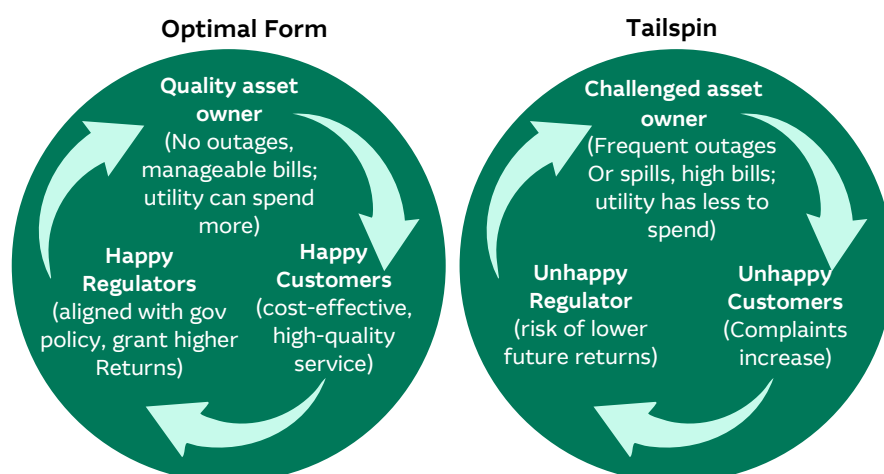 Optimal Form
Quality asset
owner
(No outages,
manageable bills;
utility can spend
more)
Happy
Regulators
(aligned with gov
policy, grant higher
Returns)
Happy
Customers
(cost-effective,
high-quality
service)
Tailspin
Challenged asset
owner
(Frequent outages
Or spills, high bills;
utility has less to
spend)
Unhappy
Regulator
(risk of lower
future returns)
Unhappy
Customers
(Complaints
increase)